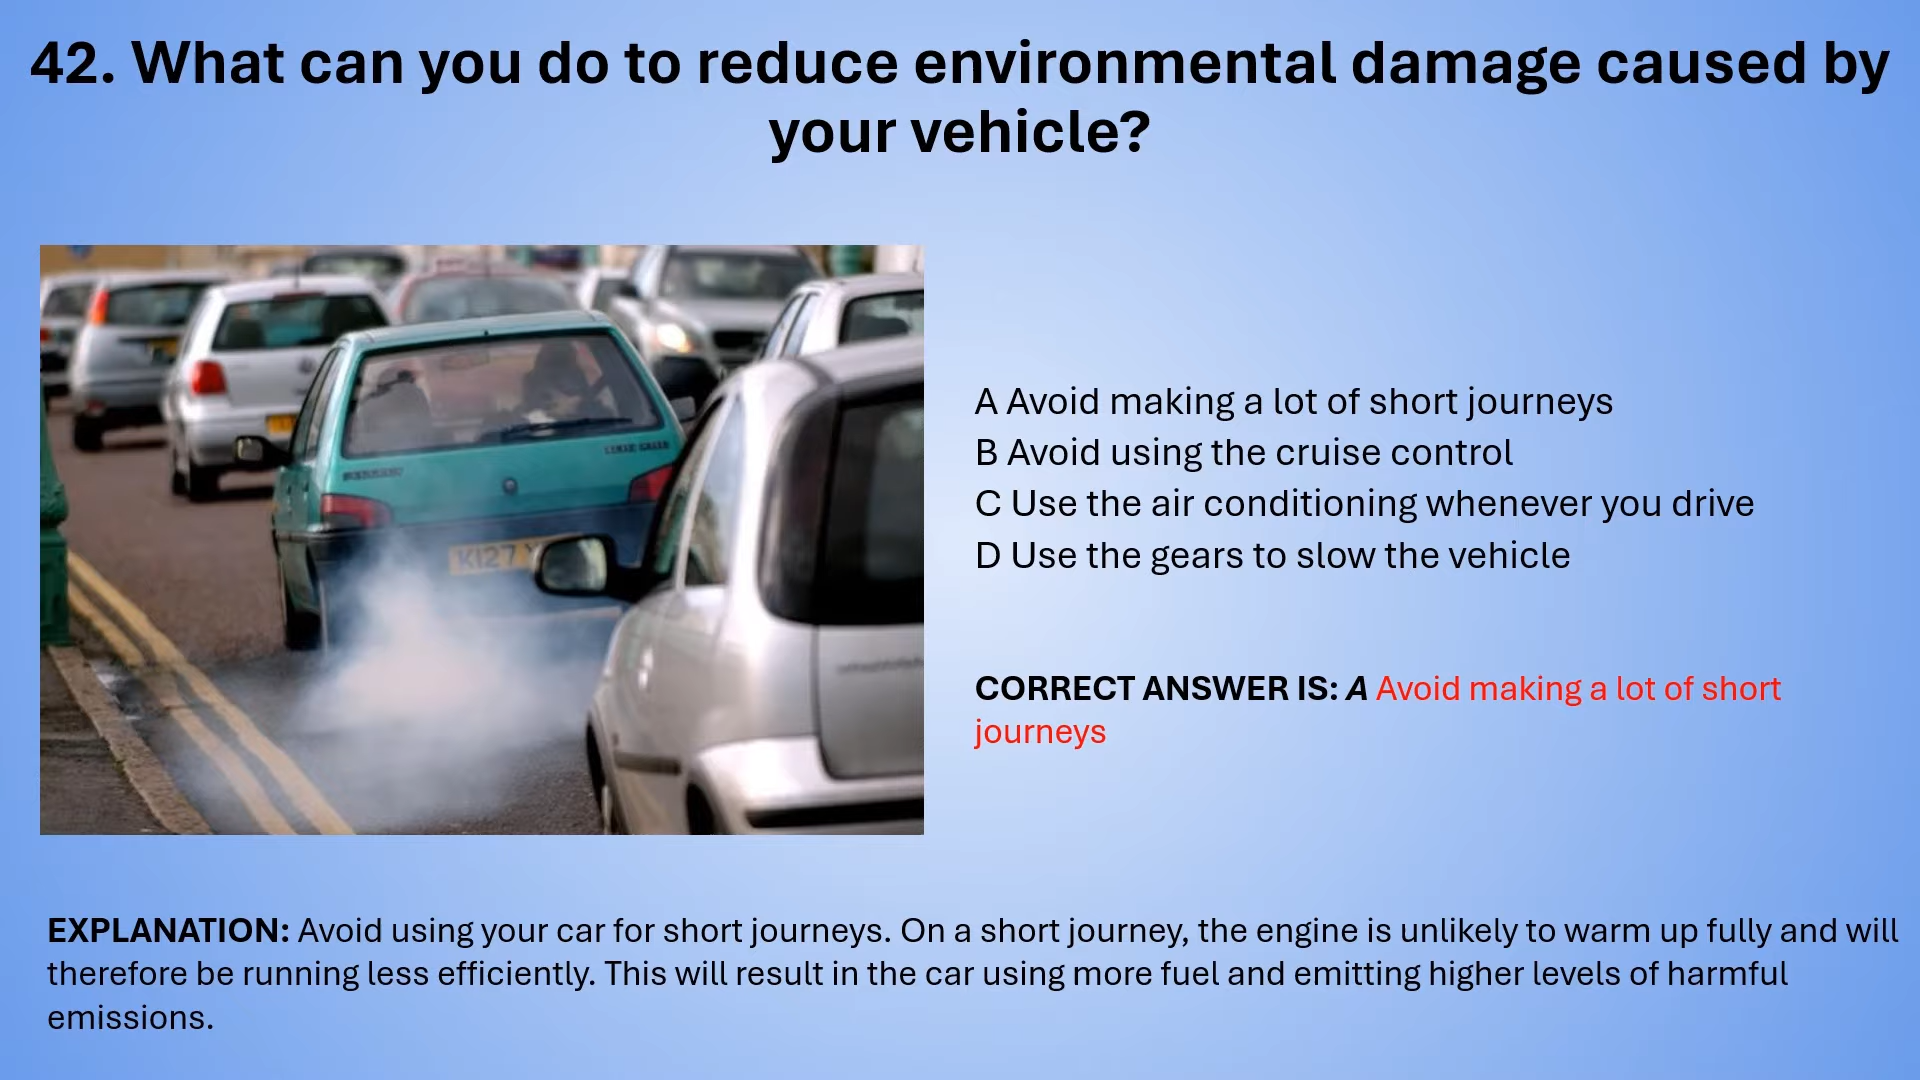 42. What can you do to reduce environmental damage caused by
your vehicle?
A Avoid making a lot of short journeys
B Avoid using the cruise control
C Use the air conditioning whenever you drive
D Use the gears to slow the vehicle
K127
CORRECT ANSWER IS: A Avoid making a lot of short
journeys
EXPLANATION: Avoid using your car for short journeys. On a short journey, the engine is unlikely to warm up fully and will
therefore be running less efficiently. This will result in the car using more fuel and emitting higher levels of harmful
emissions.